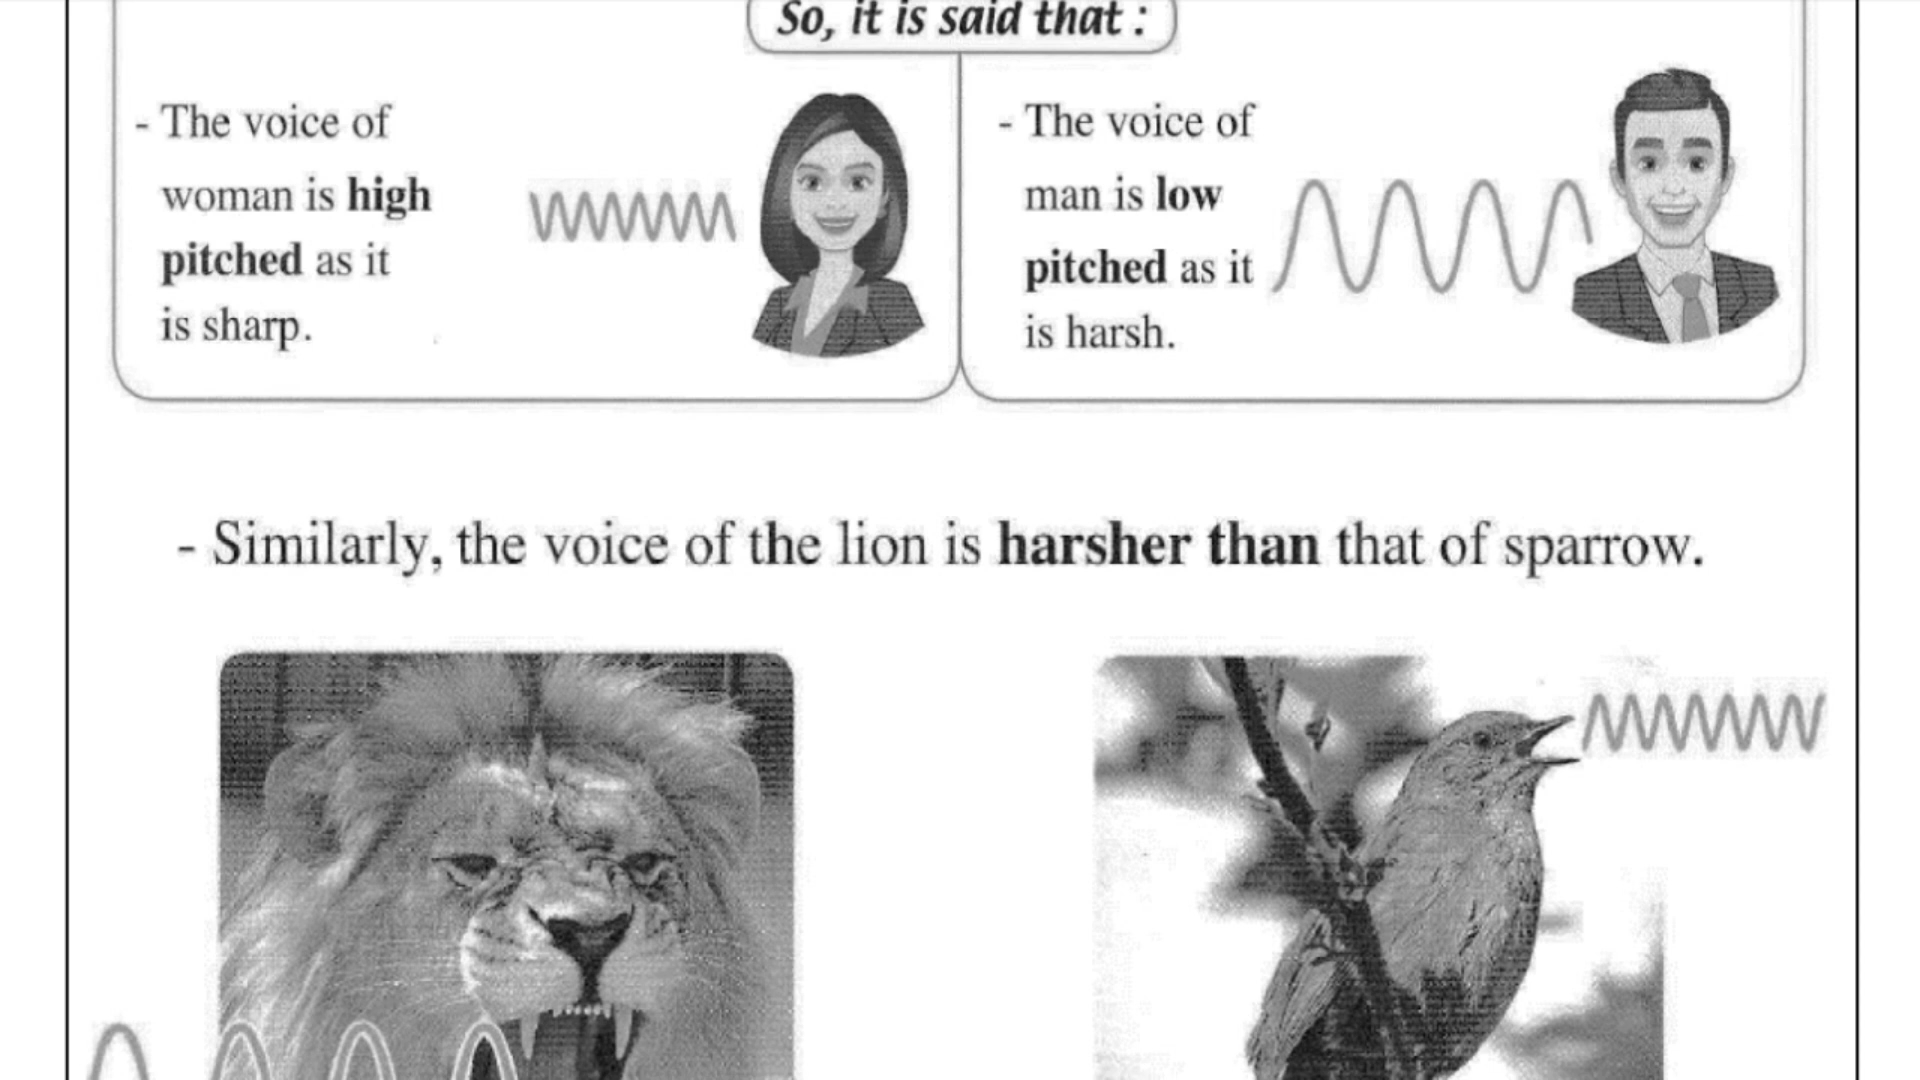 So, it is said that :
- The voice of
woman is high
pitched as it
is sharp.
- The voice of
man is low
pitched as it
is harsh.
- Similarly, the voice of the lion is harsher than that of sparrow.